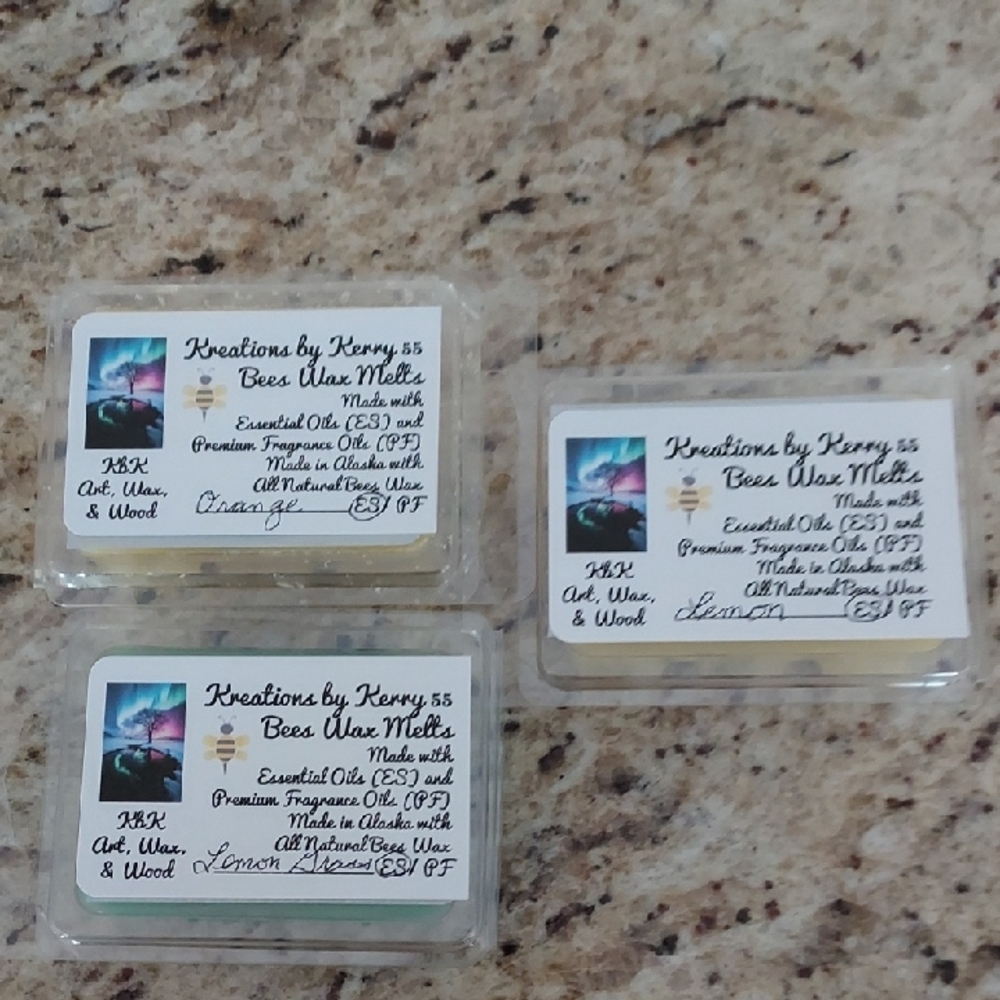 Kreations by Kerry 55
Bees Wax Melts
Made with
Essential Oils (ES) and
Premium Fragrance Oils (PF)
Made in Alaska with
All Natural Bees Wax
Orange ES/ PF
KbK
Art, Wax,
& Wood
Kreations by Kerry 55
Bees Wax Melts
Made with
Essential Oils (ES) and
Premium Fragrance Oils (PF)
Made in Alaska with
All Natural Bees Wax
Lemon ES/ PF
KbK
Art, Wax,
& Wood
Kreations by Kerry 55
Bees Wax Melts
Made with
Essential Oils (ES) and
Premium Fragrance Oils (PF)
Made in Alaska with
All Natural Bees Wax
Lemon Grass ES/ PF
KbK
Art, Wax,
& Wood